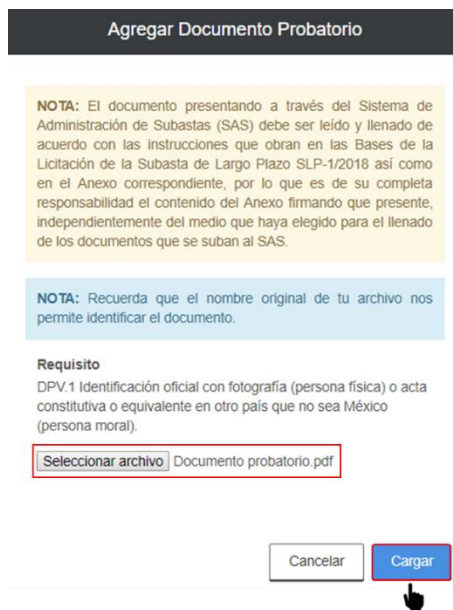 Agregar Documento Probatorio
NOTA: El documento presentando a través del Sistema de
Administración de Subastas (SAS) debe ser leído y llenado de
acuerdo con las instrucciones que obran en las Bases de la
Licitación de la Subasta de Largo Plazo SLP-1/2018 así como
en el Anexo correspondiente, por lo que es de su completa
responsabilidad el contenido del Anexo firmando que presente,
independientemente del medio que haya elegido para el llenado
de los documentos que se suban al SAS.
NOTA: Recuerda que el nombre original de tu archivo nos
permite identificar el documento.
Requisito
DPV.1 Identificación oficial con fotografía (persona física) o acta
constitutiva o equivalente en otro país que no sea México
(persona moral).
Seleccionar archivo Documento probatorio.pdf
Cancelar Cargar